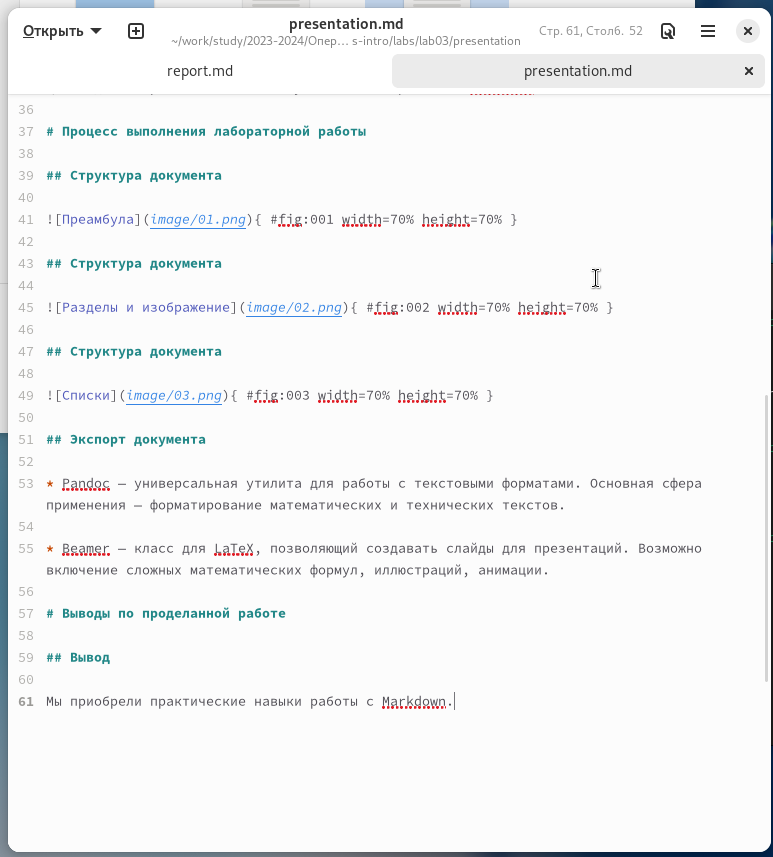 Открыть
presentation.md
~/work/study/2023-2024/Опер... s-intro/labs/lab03/presentation
Стр. 61, Столб. 52
report.md
presentation.md
36
37 # Процесс выполнения лабораторной работы
38
39 ## Структура документа
40
41 ![Преамбула](image/01.png){ #fig:001 width=70% height=70% }
42
43 ## Структура документа
44
45 ![Разделы и изображение](image/02.png){ #fig:002 width=70% height=70% }
46
47 ## Структура документа
48
49 ![Списки](image/03.png){ #fig:003 width=70% height=70% }
50
51 ## Экспорт документа
52
53 * Pandoc — универсальная утилита для работы с текстовыми форматами. Основная сфера
применения — форматирование математических и технических текстов.
54
55 * Beamer — класс для LaTeX, позволяющий создавать слайды для презентаций. Возможно
включение сложных математических формул, иллюстраций, анимации.
56
57 # Выводы по проделанной работе
58
59 ## Вывод
60
61 Мы приобрели практические навыки работы с Markdown.